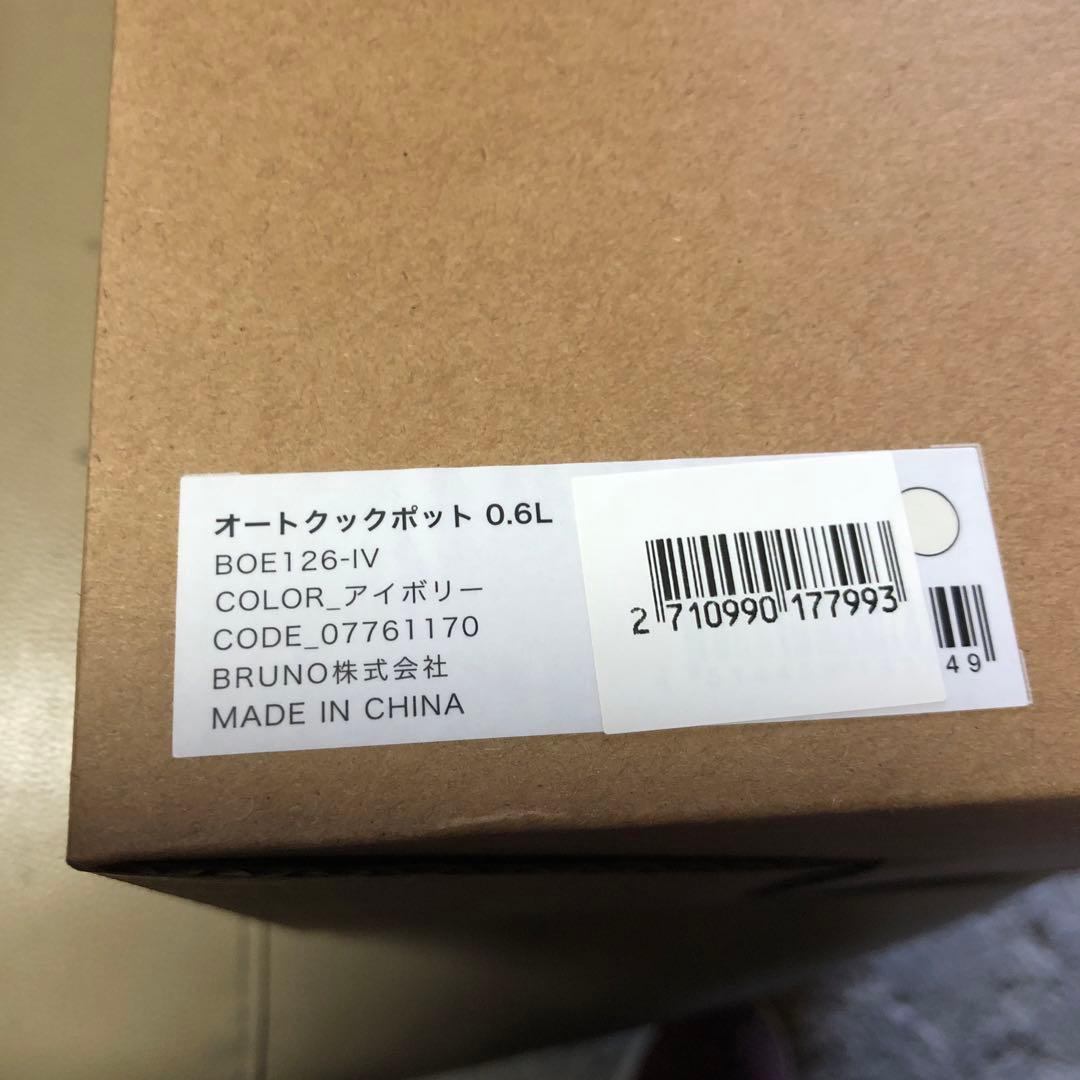 オートクックポット 0.6L
BOE126-IV
COLOR_アイボリー
CODE_07761170
BRUNO株式会社
MADE IN CHINA
2 710990 177993
49